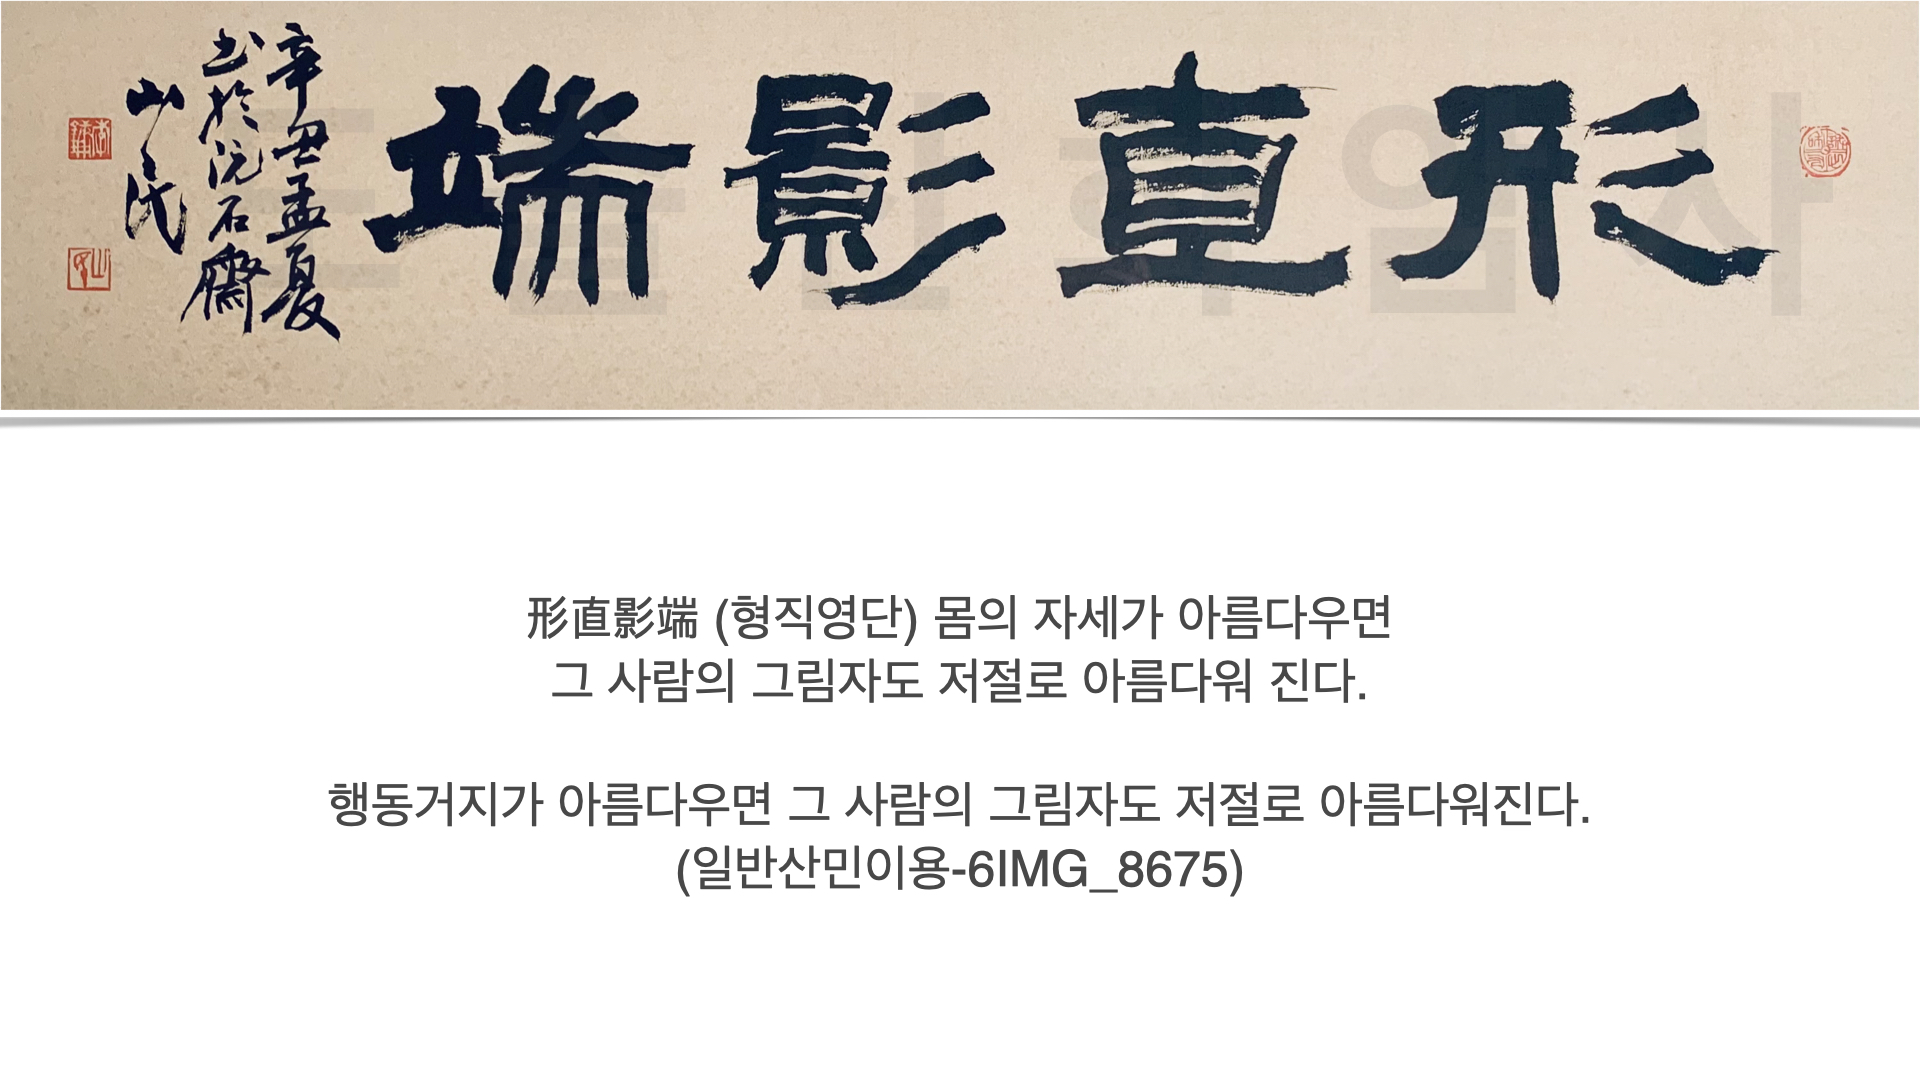 形直影端
辛丑孟夏
書於沅石齋
山民
形直影端 (형직영단) 몸의 자세가 아름다우면
그 사람의 그림자도 저절로 아름다워 진다.
행동거지가 아름다우면 그 사람의 그림자도 저절로 아름다워진다.
(일반산민이용-6IMG_8675)